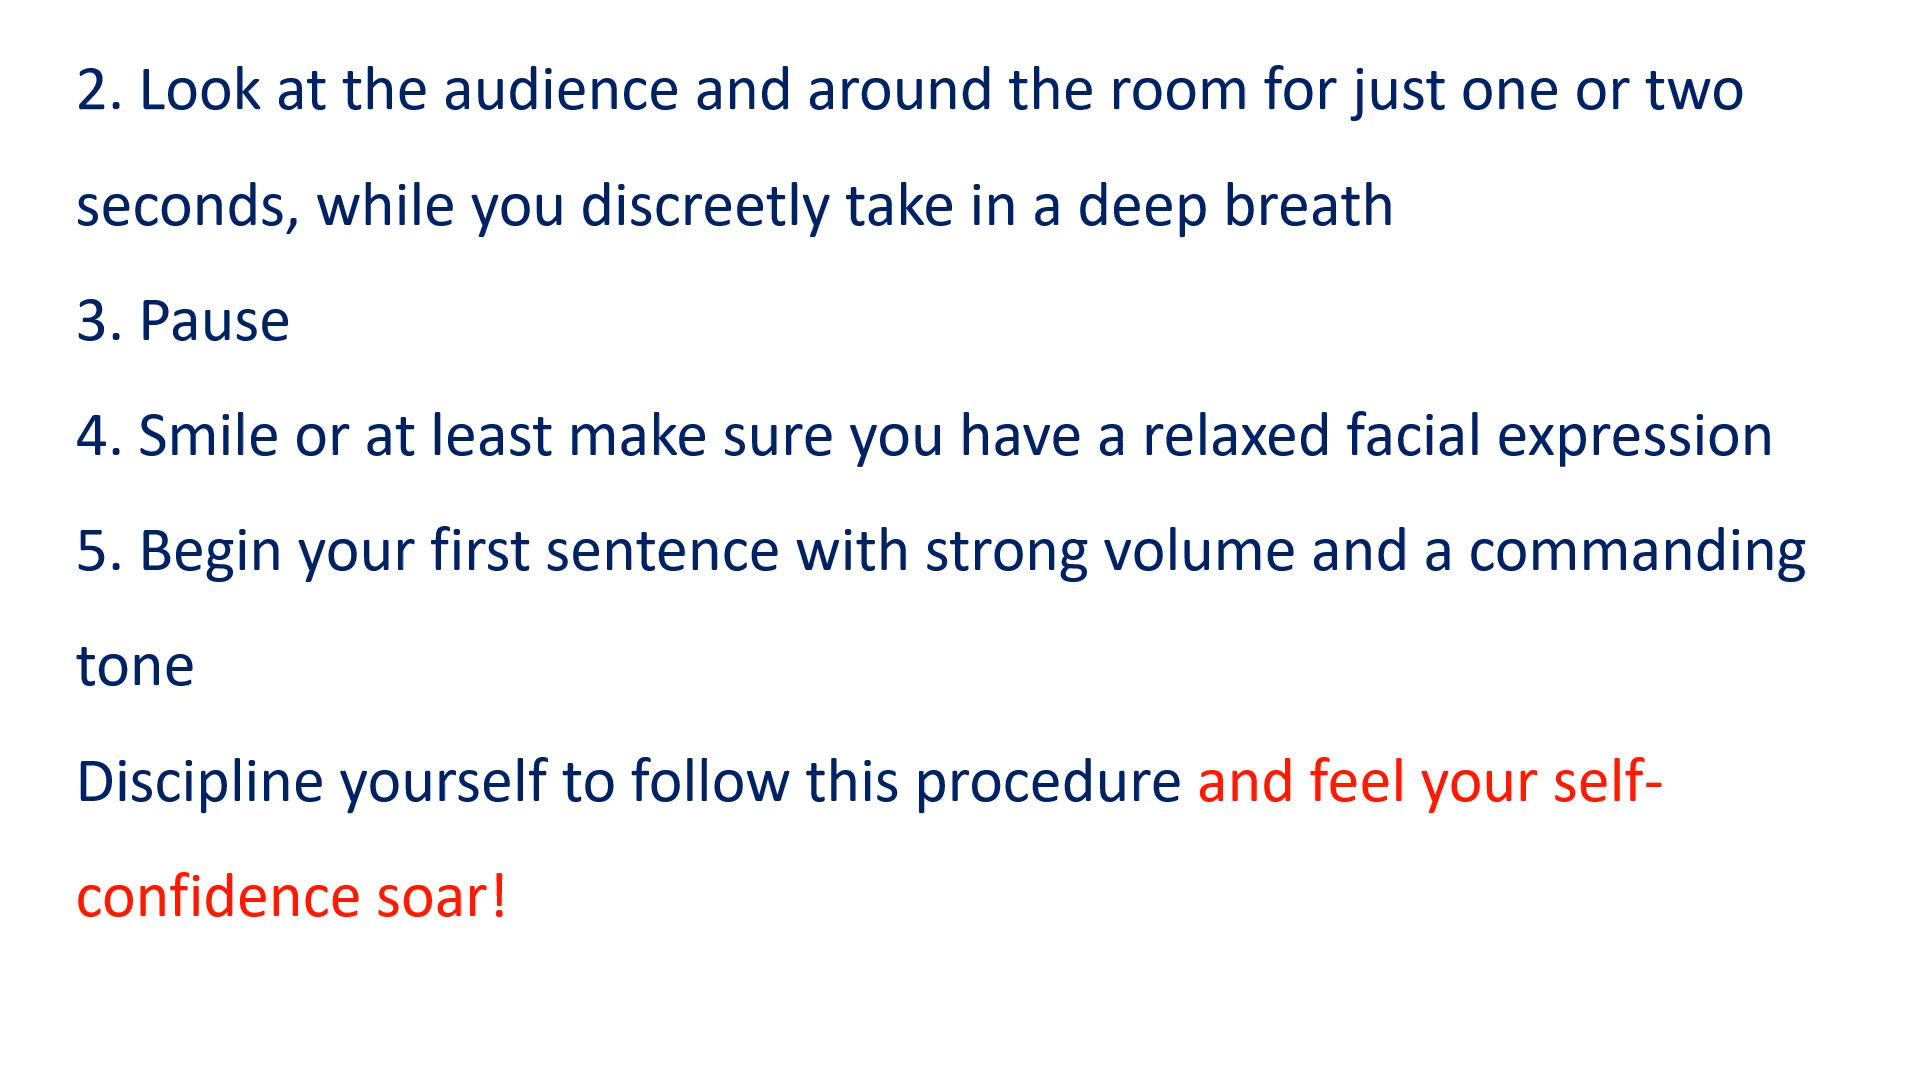 2. Look at the audience and around the room for just one or two
seconds, while you discreetly take in a deep breath
3. Pause
4. Smile or at least make sure you have a relaxed facial expression
5. Begin your first sentence with strong volume and a commanding
tone
Discipline yourself to follow this procedure and feel your self-
confidence soar!